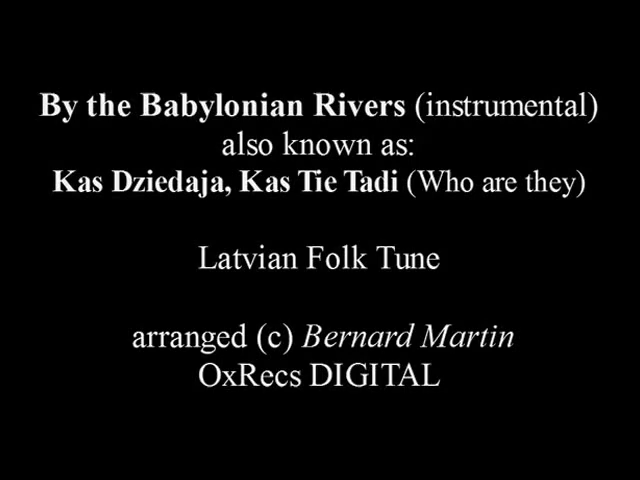 By the Babylonian Rivers (instrumental)
also known as:
Kas Dziedaja, Kas Tie Tadi (Who are they)
Latvian Folk Tune
arranged (c) Bernard Martin
OxRecs DIGITAL